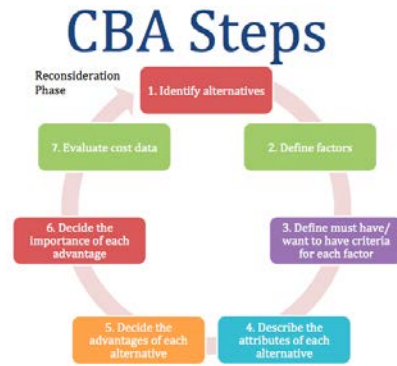 CBA Steps
Reconsideration
Phase
1. Identify alternatives
2. Define factors
3. Define must have/
want to have criteria
for each factor
4. Describe the
attributes of each
alternative
5. Decide the
advantages of each
alternative
6. Decide the
importance of each
advantage
7. Evaluate cost data